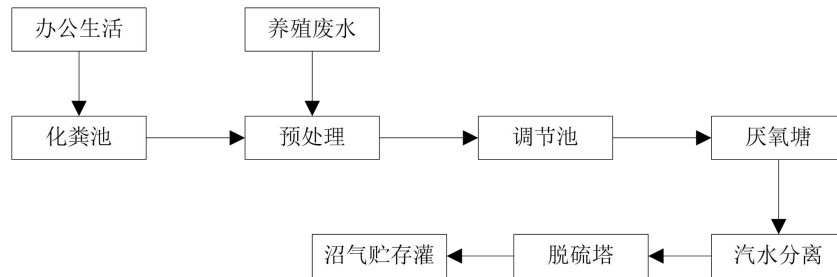 办公生活
养殖废水
化粪池
预处理
调节池
厌氧塘
沼气贮存灌
脱硫塔
汽水分离